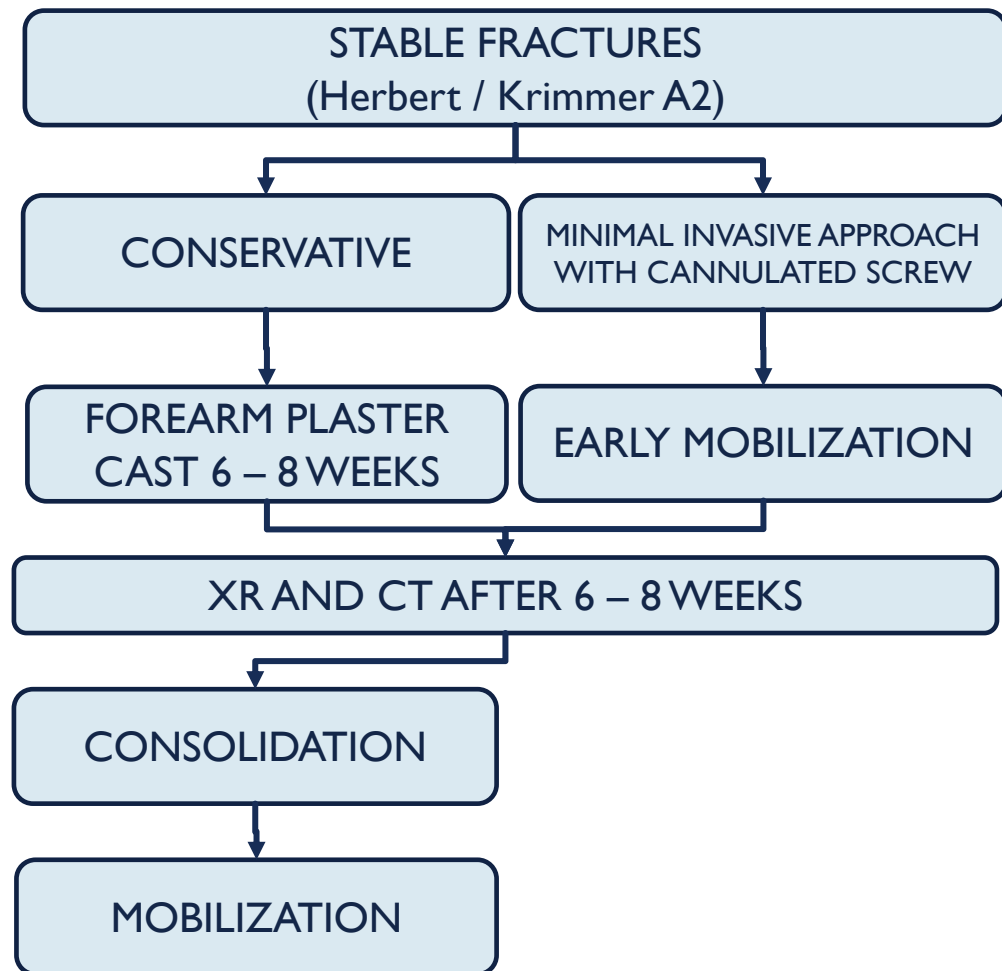 STABLE FRACTURES
(Herbert / Krimmer A2)
CONSERVATIVE
MINIMAL INVASIVE APPROACH
WITH CANNULATED SCREW
FOREARM PLASTER
CAST 6 – 8 WEEKS
EARLY MOBILIZATION
XR AND CT AFTER 6 – 8 WEEKS
CONSOLIDATION
MOBILIZATION